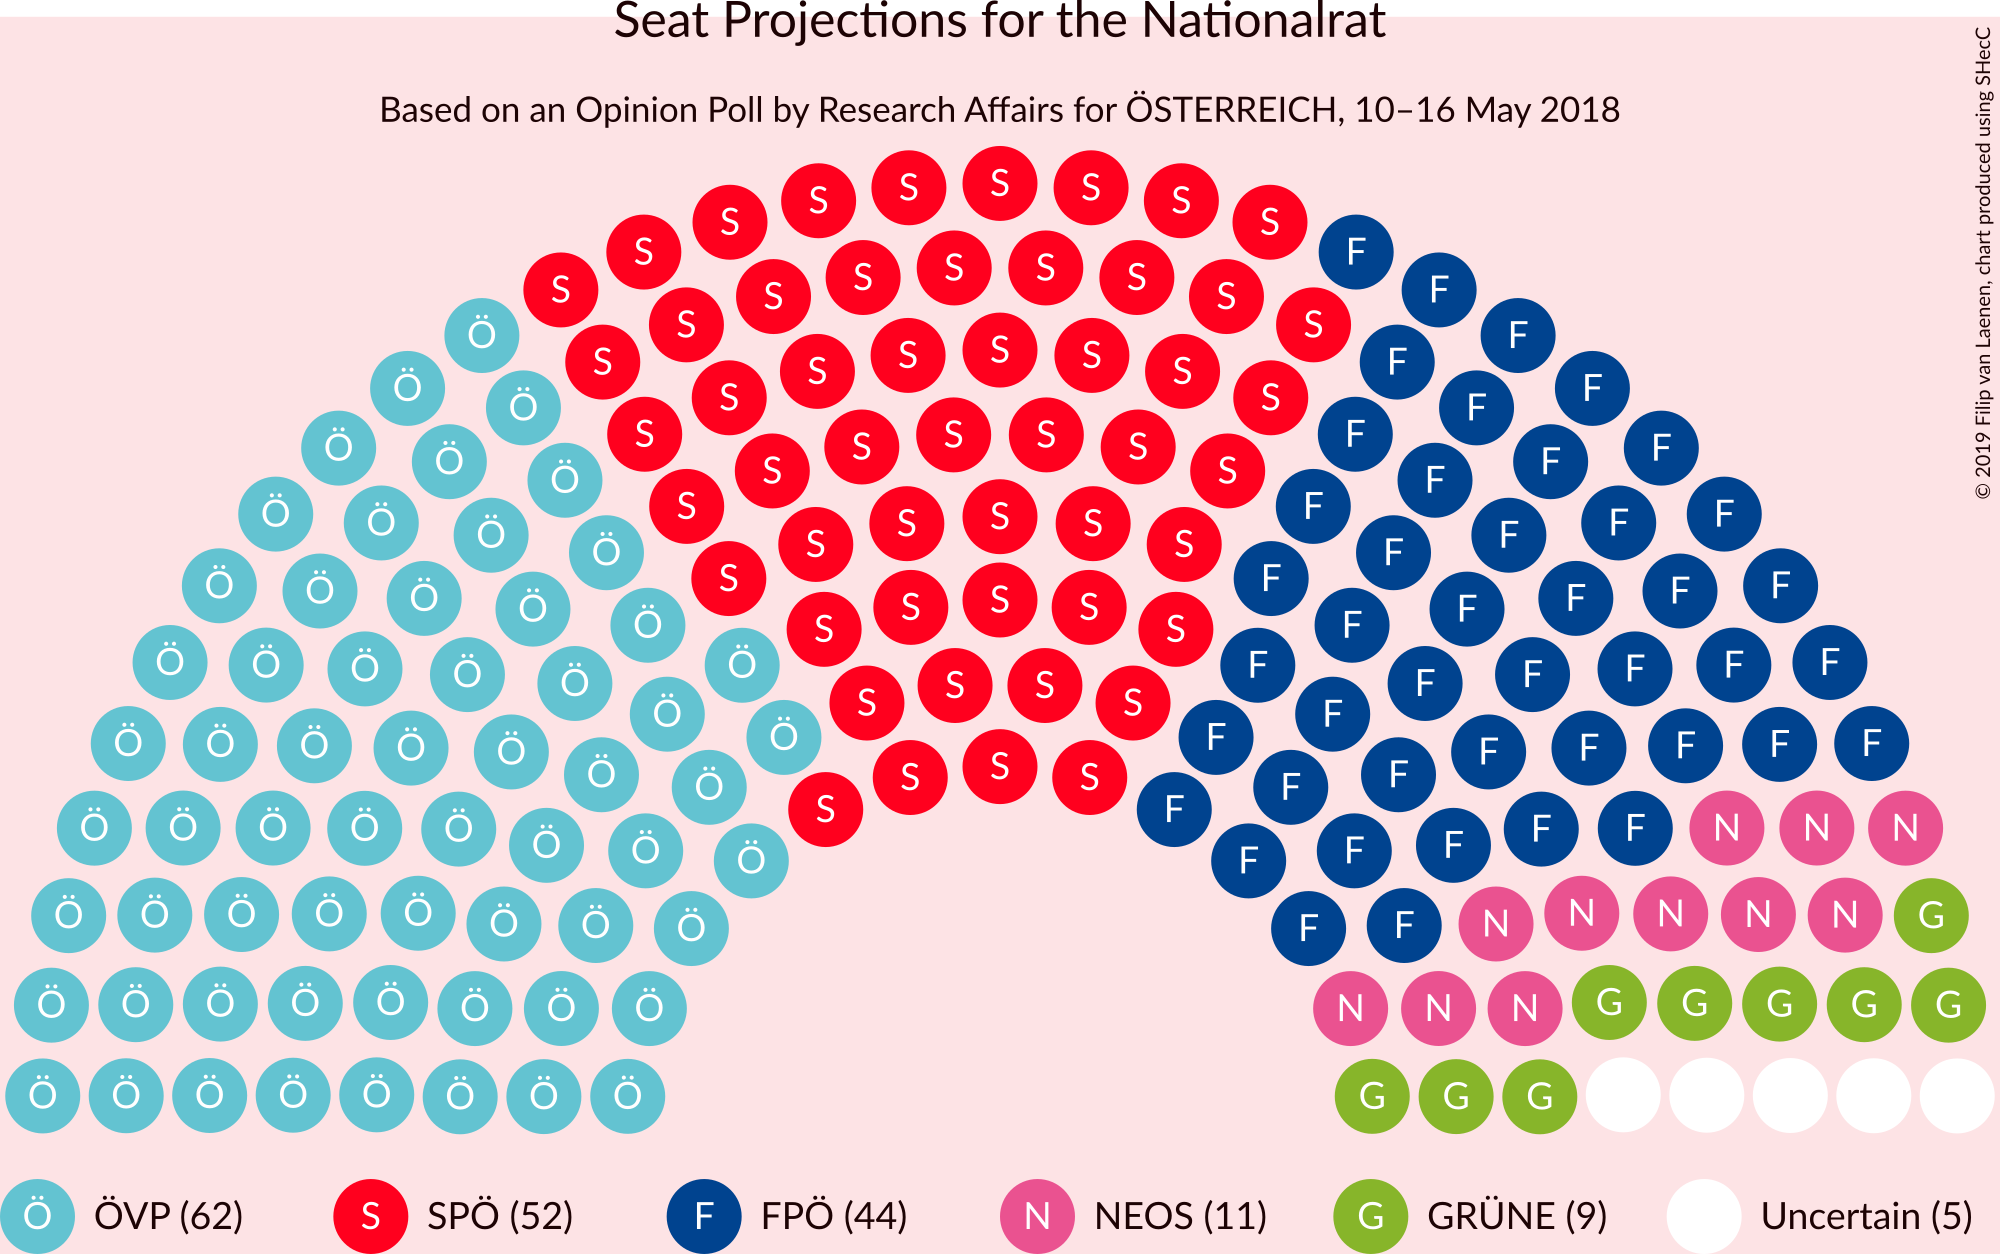 Seat Projections for the Nationalrat
Based on an Opinion Poll by Research Affairs for ÖSTERREICH, 10–16 May 2018
© 2019 Filip van Laenen, chart produced using SHecC
S S S S S S S S S F F
S S S S S S S S F F
Ö S S S S S S S F F
Ö Ö S S S S S S F F F
Ö Ö Ö S S S S S F F F F
Ö Ö Ö Ö S S S S F F F F F
Ö Ö Ö Ö Ö S S S S S F F F F F
Ö Ö Ö Ö Ö Ö Ö S S S S F F F F F F F
Ö Ö Ö Ö Ö Ö Ö Ö S S S F F F F F F F F
Ö Ö Ö Ö Ö Ö Ö Ö S F F F F F F N N N
Ö Ö Ö Ö Ö Ö Ö Ö F F N N N N N G
Ö Ö Ö Ö Ö Ö Ö Ö N N N G G G G G
Ö Ö Ö Ö Ö Ö Ö Ö G G G
Ö ÖVP (62) S SPÖ (52) F FPÖ (44) N NEOS (11) G GRÜNE (9) Uncertain (5)